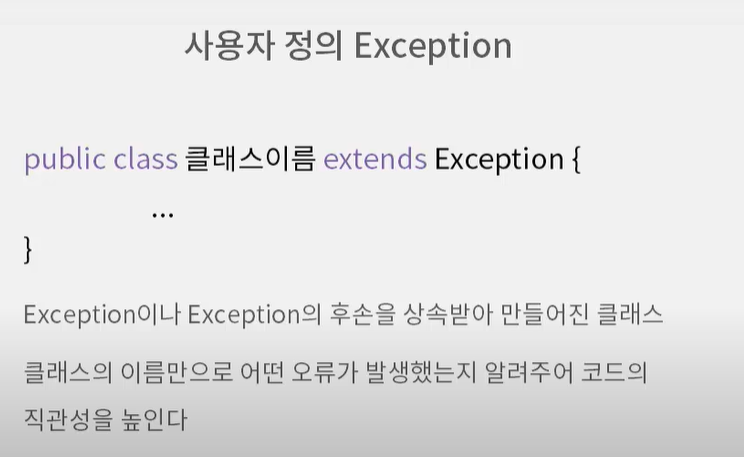 사용자 정의 Exception
public class 클래스이름 extends Exception {
...
}
Exception이나 Exception의 후손을 상속받아 만들어진 클래스
클래스의 이름만으로 어떤 오류가 발생했는지 알려주어 코드의
직관성을 높인다